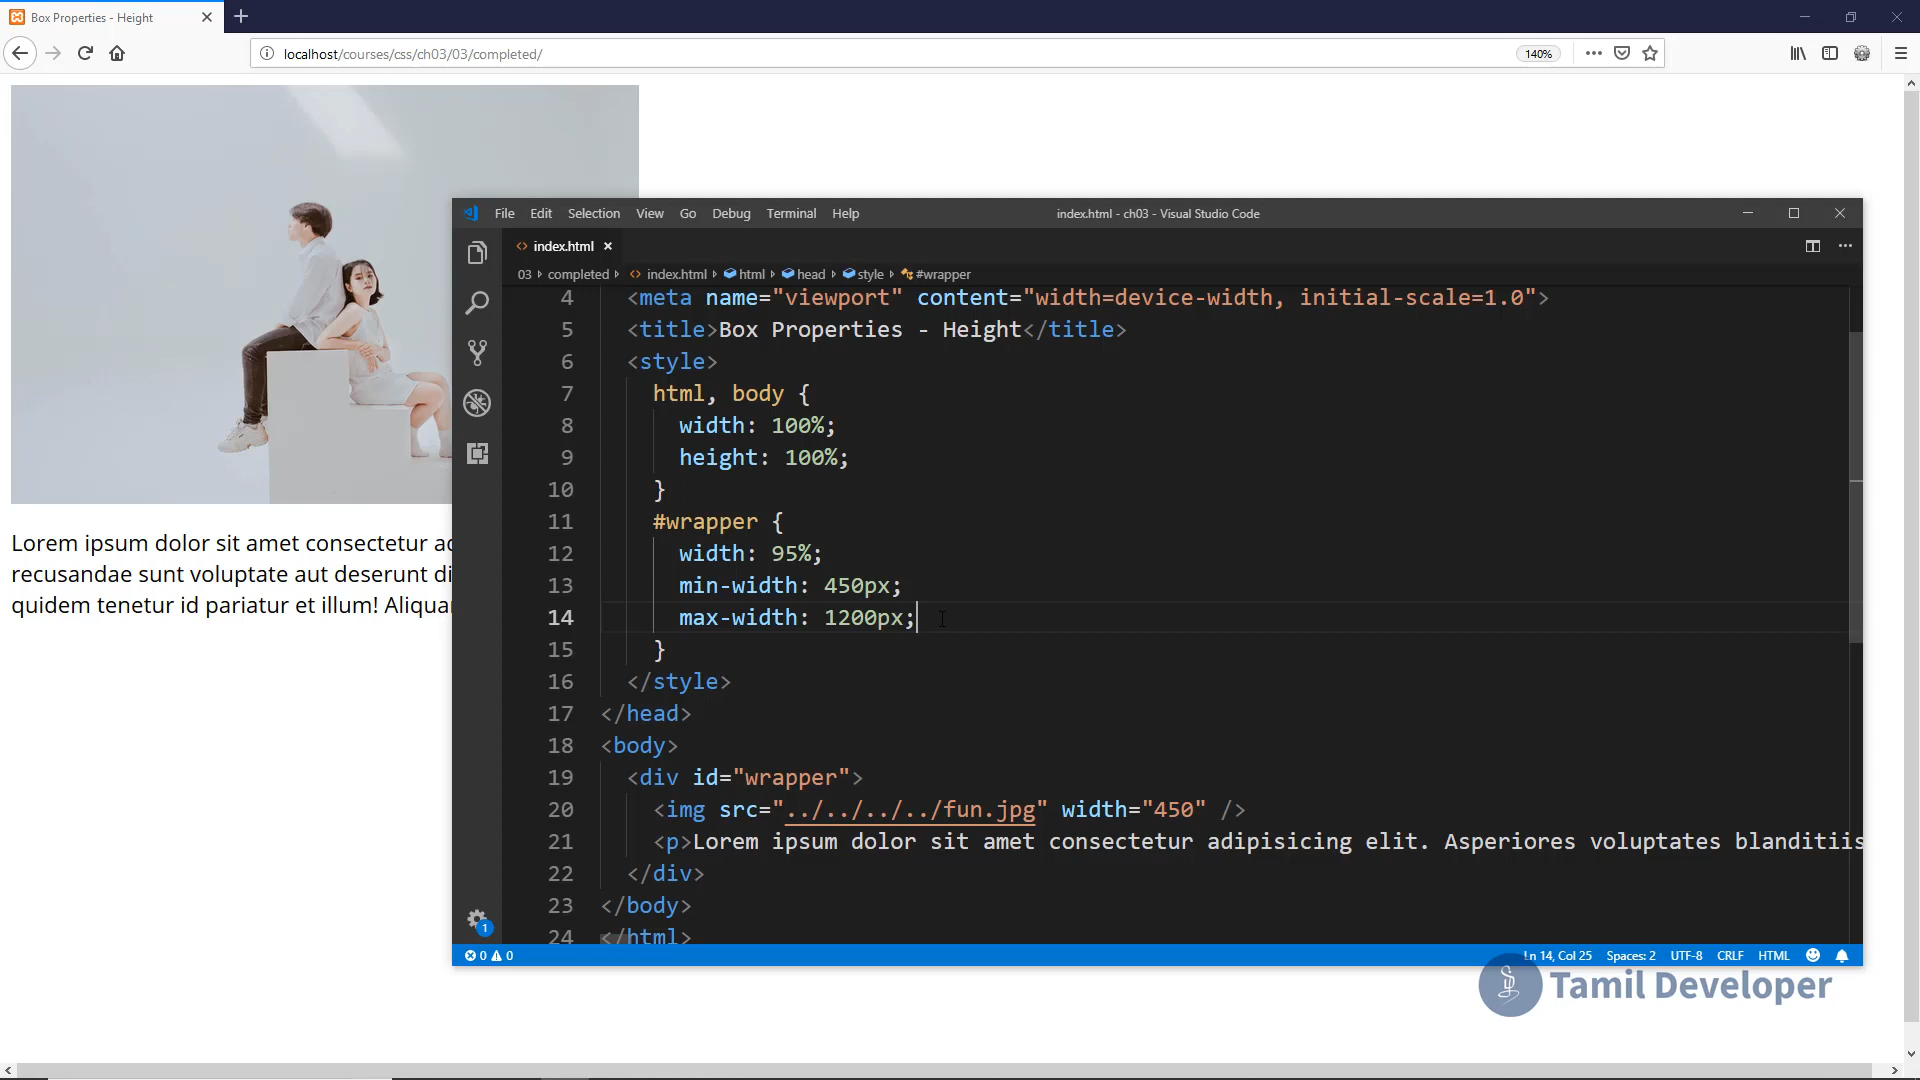 Box Properties - Height
localhost/courses/css/ch03/03/completed/
140%
Lorem ipsum dolor sit amet consectetur
recusandae sunt voluptate aut deserunt
quidem tenetur id pariatur et illum!
File Edit Selection View Go Debug Terminal Help
index.html - ch03 - Visual Studio Code
index.html
03 completed index.html html head style #wrapper
4 <meta name="viewport" content="width=device-width, initial-scale=1.0">
5 <title>Box Properties - Height</title>
6 <style>
7 html, body {
8 width: 100%;
9 height: 100%;
10 }
11 #wrapper {
12 width: 95%;
13 min-width: 450px;
14 max-width: 1200px;
15 }
16 </style>
17 </head>
18 <body>
19 <div id="wrapper">
20 <img src="../../../../fun.jpg" width="450" />
21 <p>Lorem ipsum dolor sit amet consectetur adipisicing elit. Asperiores voluptates blanditiis
22 </div>
23 </body>
24 </html>
1
0 0
Ln 14, Col 25 Spaces: 2 UTF-8 CRLF HTML
Tamil Developer